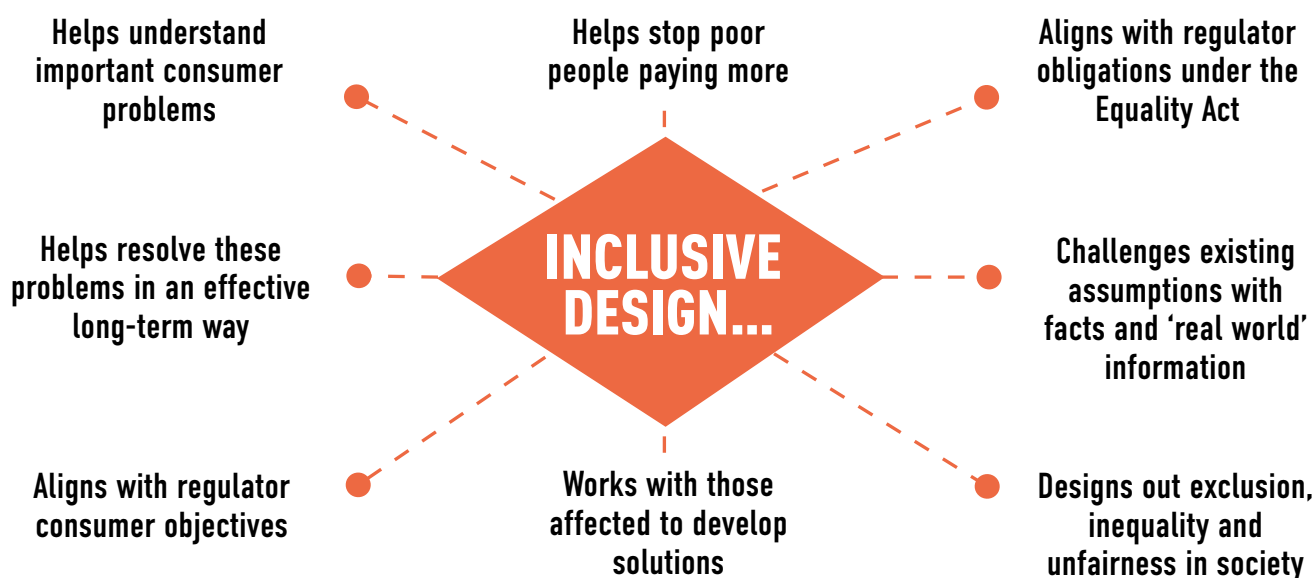 Helps understand
important consumer
problems
Helps stop poor
people paying more
Aligns with regulator
obligations under the
Equality Act
Helps resolve these
problems in an effective
long-term way
INCLUSIVE
DESIGN...
Challenges existing
assumptions with
facts and ‘real world’
information
Aligns with regulator
consumer objectives
Works with those
affected to develop
solutions
Designs out exclusion,
inequality and
unfairness in society